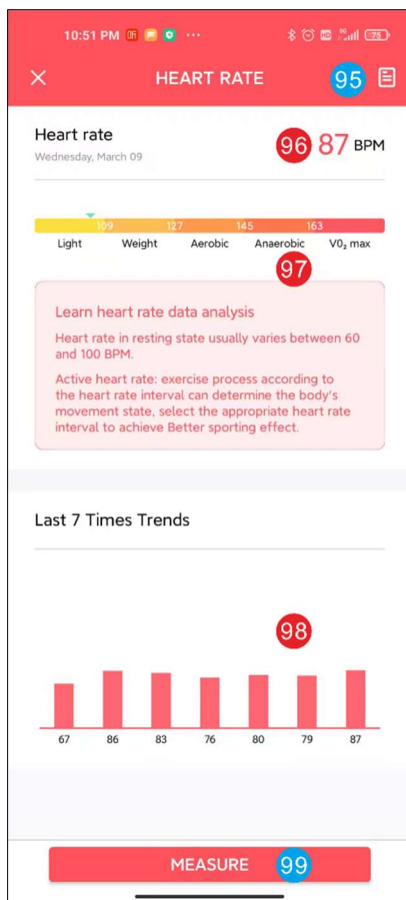 10:51 PM
75
HEART RATE 95
Heart rate 96 87 BPM
Wednesday, March 09
109 127 145 163
Light Weight Aerobic Anaerobic V0₂ max
97
Learn heart rate data analysis
Heart rate in resting state usually varies between 60
and 100 BPM.
Active heart rate: exercise process according to
the heart rate interval can determine the body's
movement state, select the appropriate heart rate
interval to achieve Better sporting effect.
Last 7 Times Trends
98
67 86 83 76 80 79 87
MEASURE 99